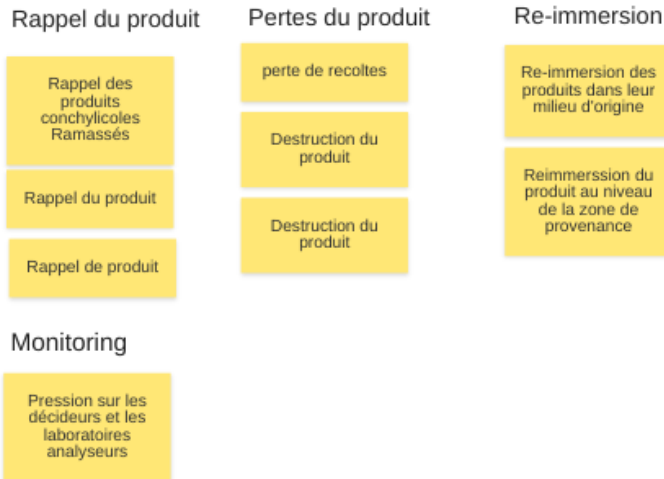 Rappel du produit
Rappel des
produits
conchylicoles
Ramassés
Rappel du produit
Rappel de produit
Pertes du produit
perte de recoltes
Destruction du
produit
Destruction du
produit
Re-immersion
Re-immersion des
produits dans leur
milieu d'origine
Reimmerssion du
produit au niveau
de la zone de
provenance
Monitoring
Pression sur les
décideurs et les
laboratoires
analyseurs